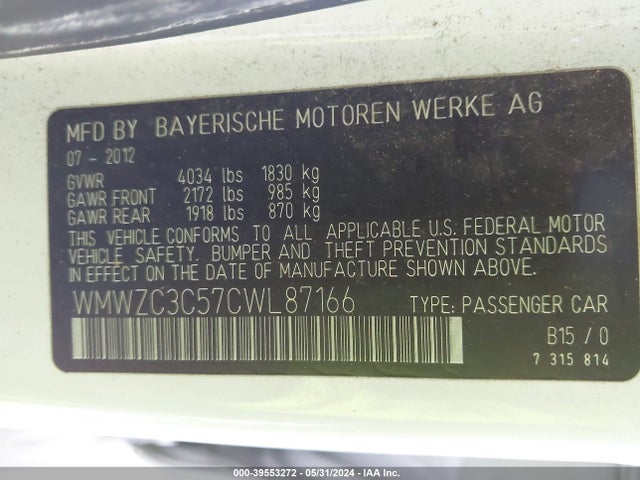 MFD BY BAYERISCHE MOTOREN WERKE AG
07 - 2012
GVWR 4034 lbs 1830 kg
GAWR FRONT 2172 lbs 985 kg
GAWR REAR 1918 lbs 870 kg
THIS VEHICLE CONFORMS TO ALL APPLICABLE U.S. FEDERAL MOTOR
VEHICLE SAFETY, BUMPER AND THEFT PREVENTION STANDARDS
IN EFFECT ON THE DATE OF MANUFACTURE SHOWN ABOVE.
WMWZC3C57CWL87166 TYPE: PASSENGER CAR
B15 / 0
7 315 814
000-39553272 - 05/31/2024 - IAAI.COM